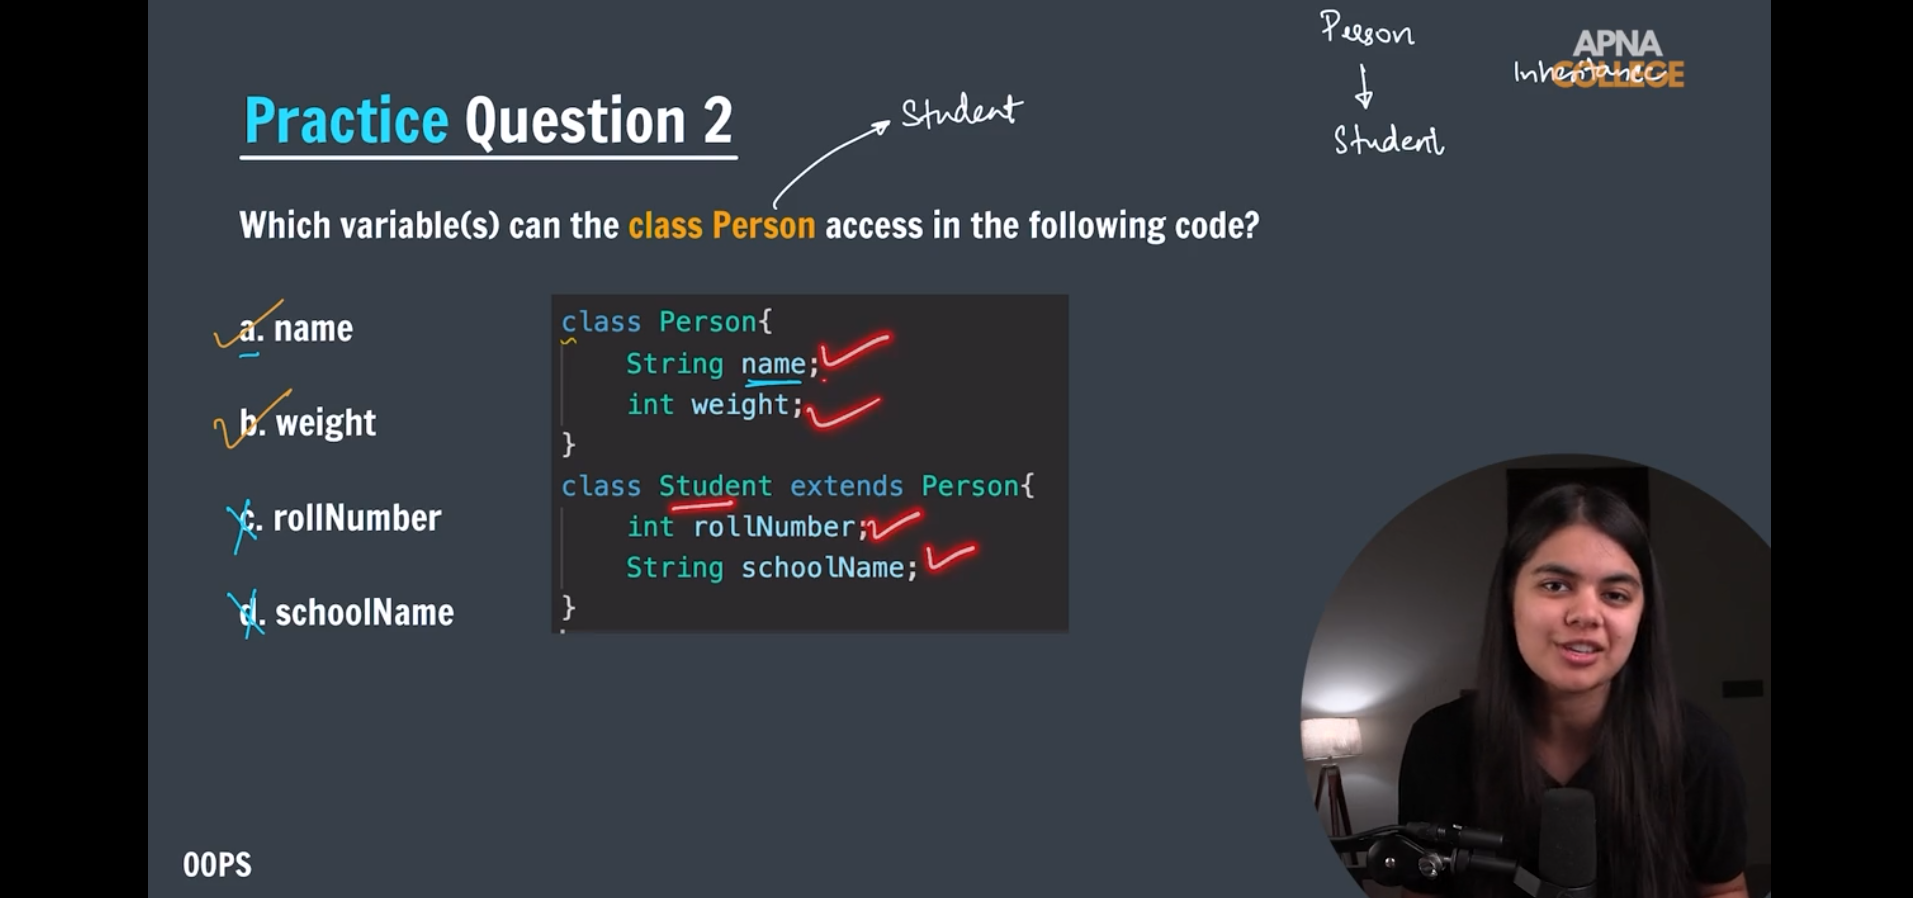 Person
APNA
COLLEGE
Inheritance
Student
Practice Question 2
Student
Which variable(s) can the class Person access in the following code?
a. name
b. weight
c. rollNumber
d. schoolName
class Person{
String name;
int weight;
}
class Student extends Person{
int rollNumber;
String schoolName;
}
OOPS